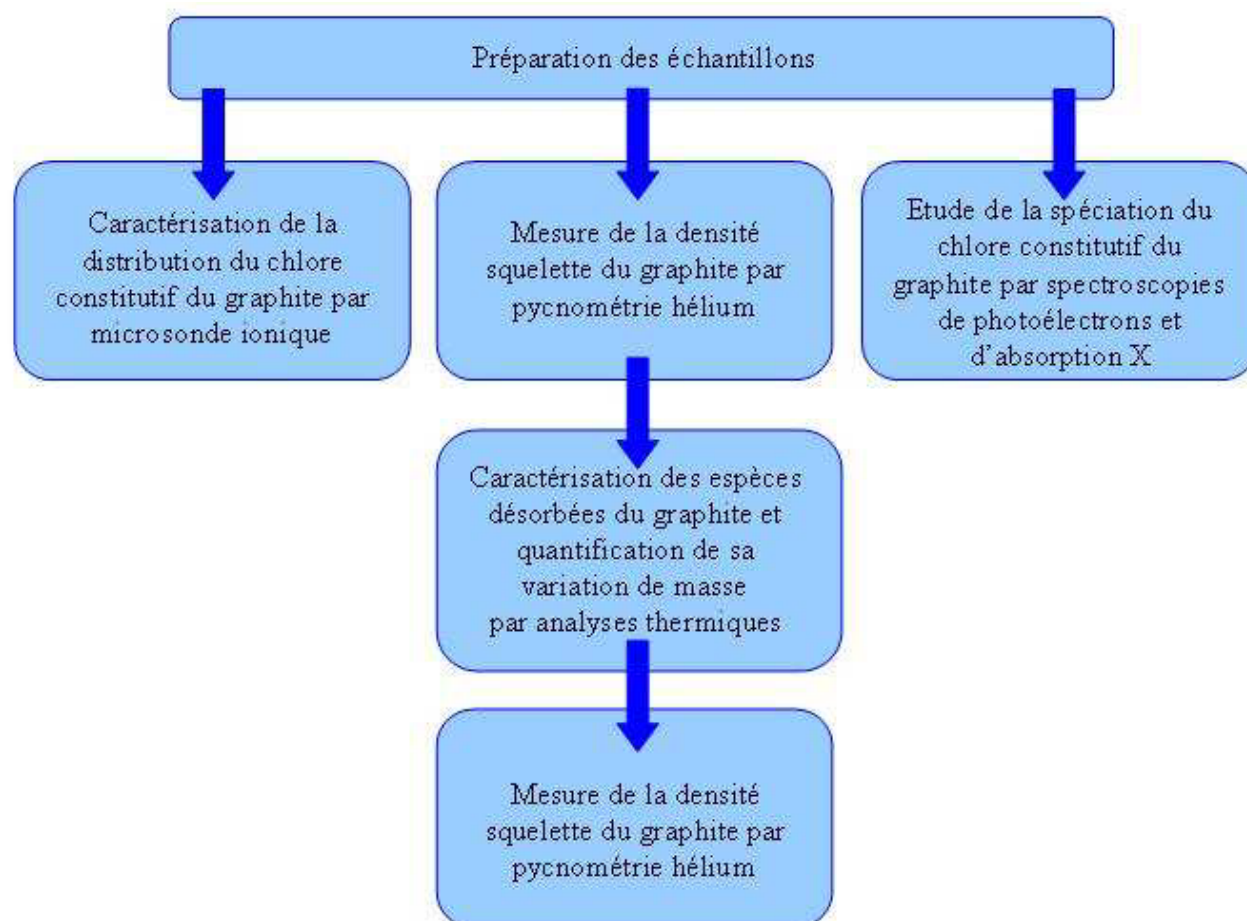 Préparation des échantillons
Caractérisation de la
distribution du chlore
constitutif du graphite par
microsonde ionique
Mesure de la densité
squelette du graphite par
pycnométrie hélium
Etude de la spéciation du
chlore constitutif du
graphite par spectroscopies
de photoélectrons et
d'absorption X
Caractérisation des espèces
désorbées du graphite et
quantification de sa
variation de masse
par analyses thermiques
Mesure de la densité
squelette du graphite par
pycnométrie hélium